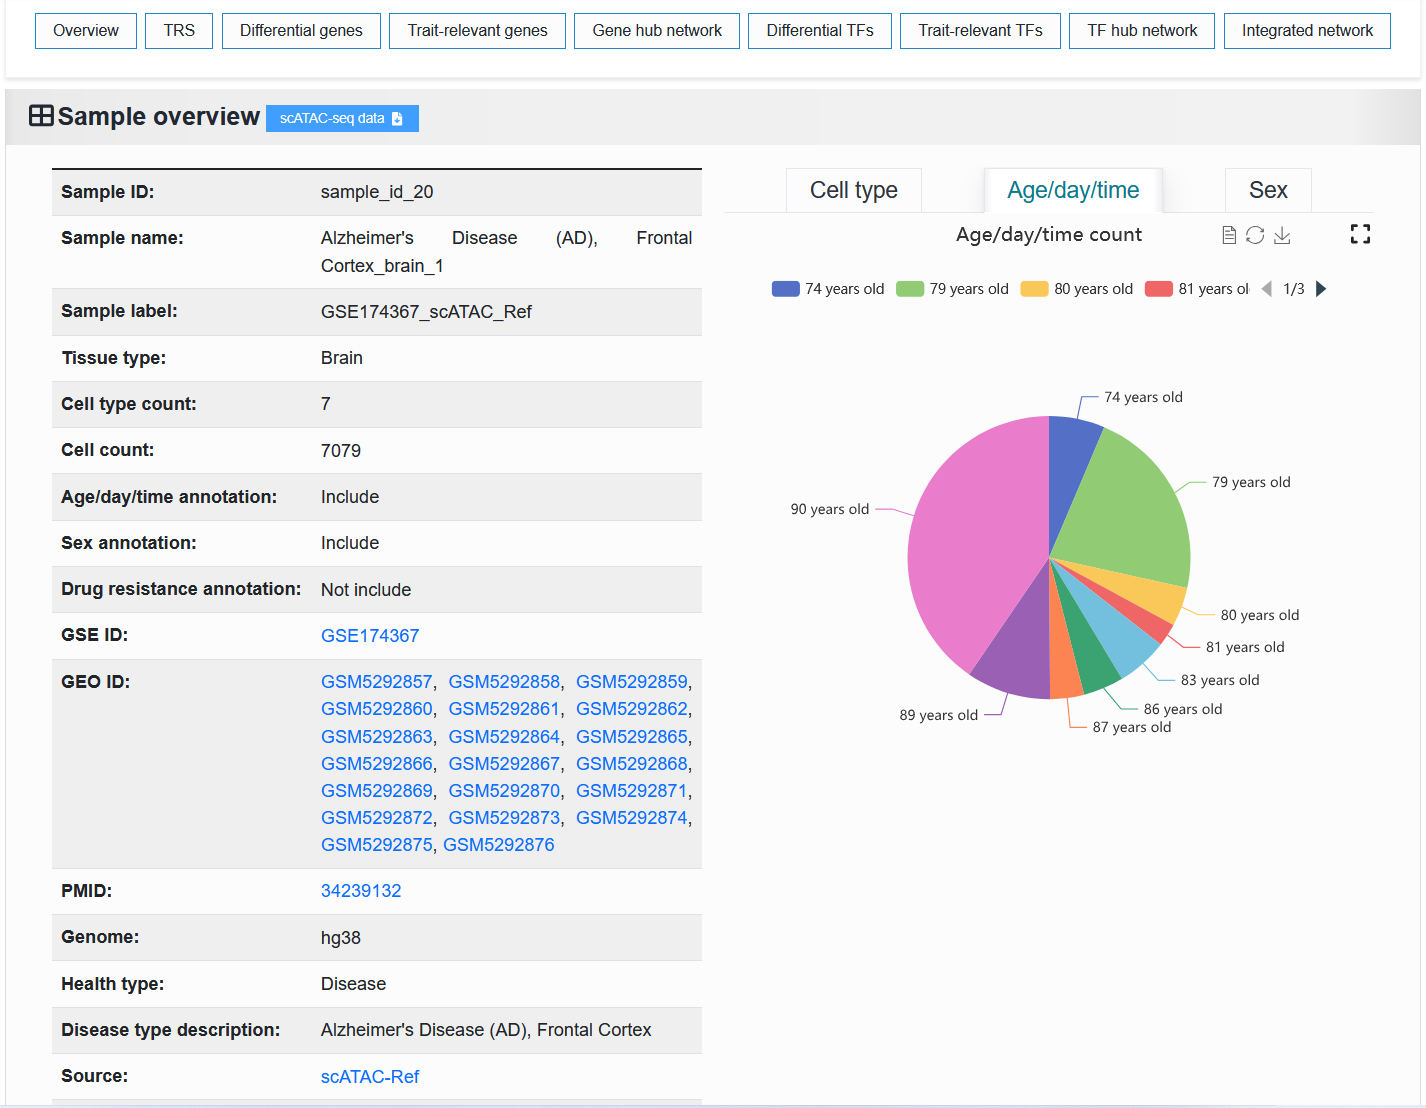 Overview TRS Differential genes Trait-relevant genes Gene hub network Differential TFs Trait-relevant TFs TF hub network Integrated network
Sample overview scATAC-seq data
Sample ID: sample_id_20
Sample name: Alzheimer's Disease (AD), Frontal
Cortex_brain_1
Sample label: GSE174367_scATAC_Ref
Tissue type: Brain
Cell type count: 7
Cell count: 7079
Age/day/time annotation: Include
Sex annotation: Include
Drug resistance annotation: Not include
GSE ID: GSE174367
GEO ID: GSM5292857, GSM5292858, GSM5292859,
GSM5292860, GSM5292861, GSM5292862,
GSM5292863, GSM5292864, GSM5292865,
GSM5292866, GSM5292867, GSM5292868,
GSM5292869, GSM5292870, GSM5292871,
GSM5292872, GSM5292873, GSM5292874,
GSM5292875, GSM5292876
PMID: 34239132
Genome: hg38
Health type: Disease
Disease type description: Alzheimer's Disease (AD), Frontal Cortex
Source: scATAC-Ref
Cell type Age/day/time Sex
Age/day/time count
74 years old 79 years old 80 years old 81 years ol 1/3
74 years old
79 years old
90 years old
80 years old
81 years old
83 years old
86 years old
89 years old
87 years old